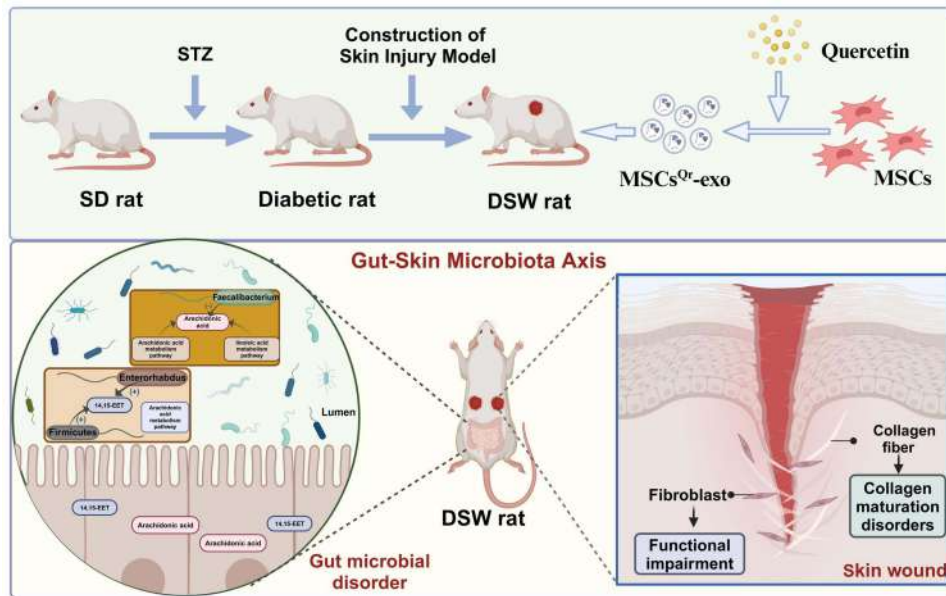 STZ
Construction of
Skin Injury Model
Quercetin
SD rat
Diabetic rat
DSW rat
MSCsQr-exo
MSCs
Gut-Skin Microbiota Axis
Faecalibacterium
(-)
Arachidonic
acid
Arachidonic acid
metabolism
pathway
linoleic acid
metabolism
pathway
Enterorhabdus
(+)
14,15-EET
(+)
Firmicutes
Arachidonic
acid
metabolism
pathway
Lumen
14,15-EET
Arachidonic acid
14,15-EET
Arachidonic acid
Gut microbial
disorder
DSW rat
Collagen
fiber
Fibroblast
Collagen
maturation
disorders
Functional
impairment
Skin wound